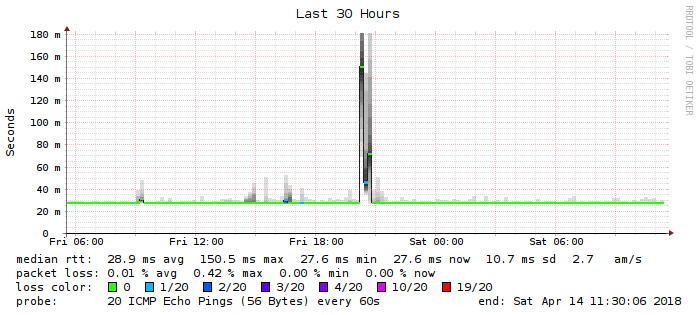 Last 30 Hours
RRDTOOL / TOBI OETIKER
Seconds
180 m
160 m
140 m
120 m
100 m
80 m
60 m
40 m
20 m
0
Fri 06:00 Fri 12:00 Fri 18:00 Sat 00:00 Sat 06:00
median rtt: 28.9 ms avg 150.5 ms max 27.6 ms min 27.6 ms now 10.7 ms sd 2.7 am/s
packet loss: 0.01 % avg 0.42 % max 0.00 % min 0.00 % now
loss color: 0 1/20 2/20 3/20 4/20 10/20 19/20
probe: 20 ICMP Echo Pings (56 Bytes) every 60s end: Sat Apr 14 11:30:06 2018